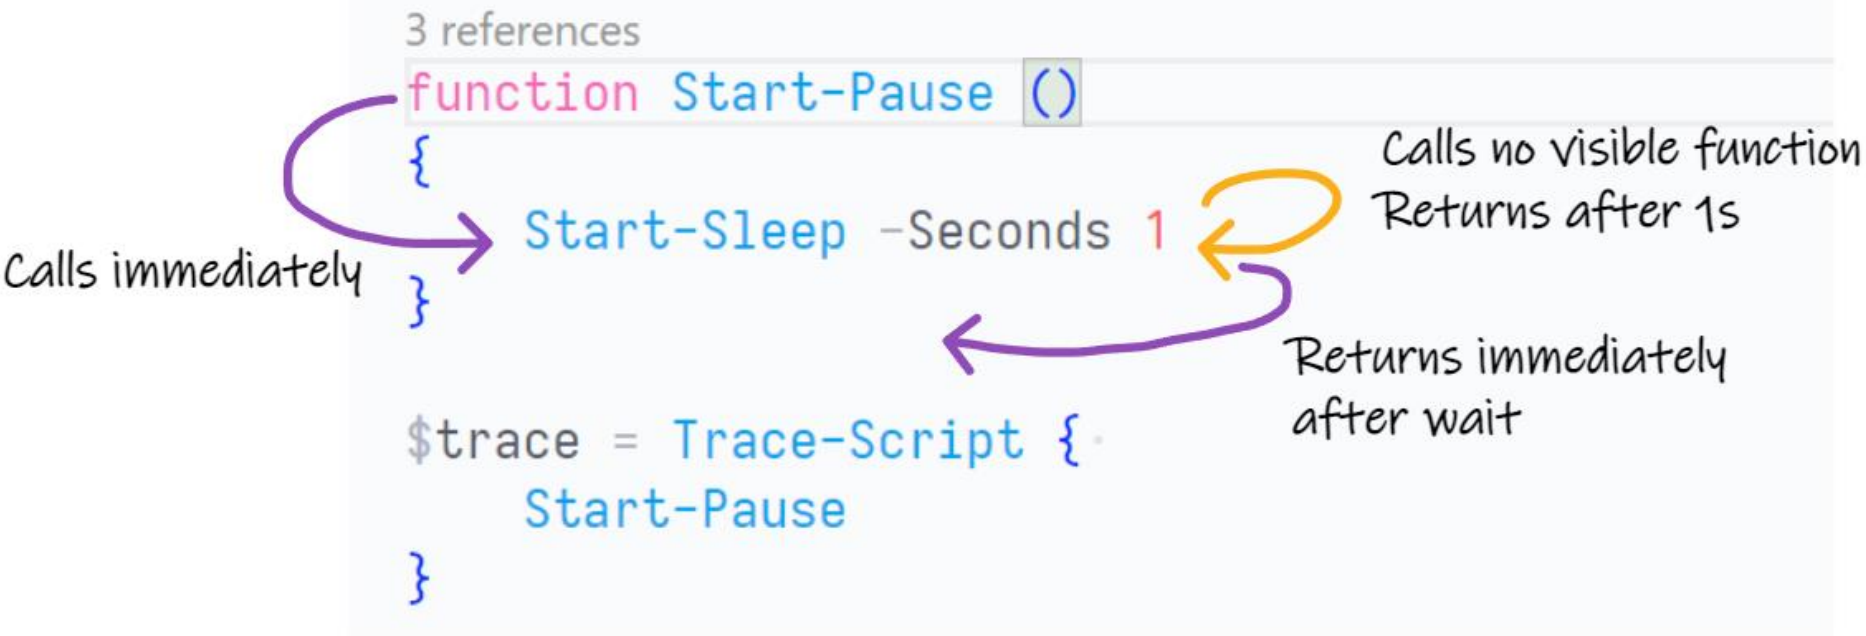 3 references
function Start-Pause ()
{
Calls no visible function
Returns after 1s
Start-Sleep -Seconds 1
Calls immediately
}
Returns immediately
after wait
$trace = Trace-Script {
Start-Pause
}